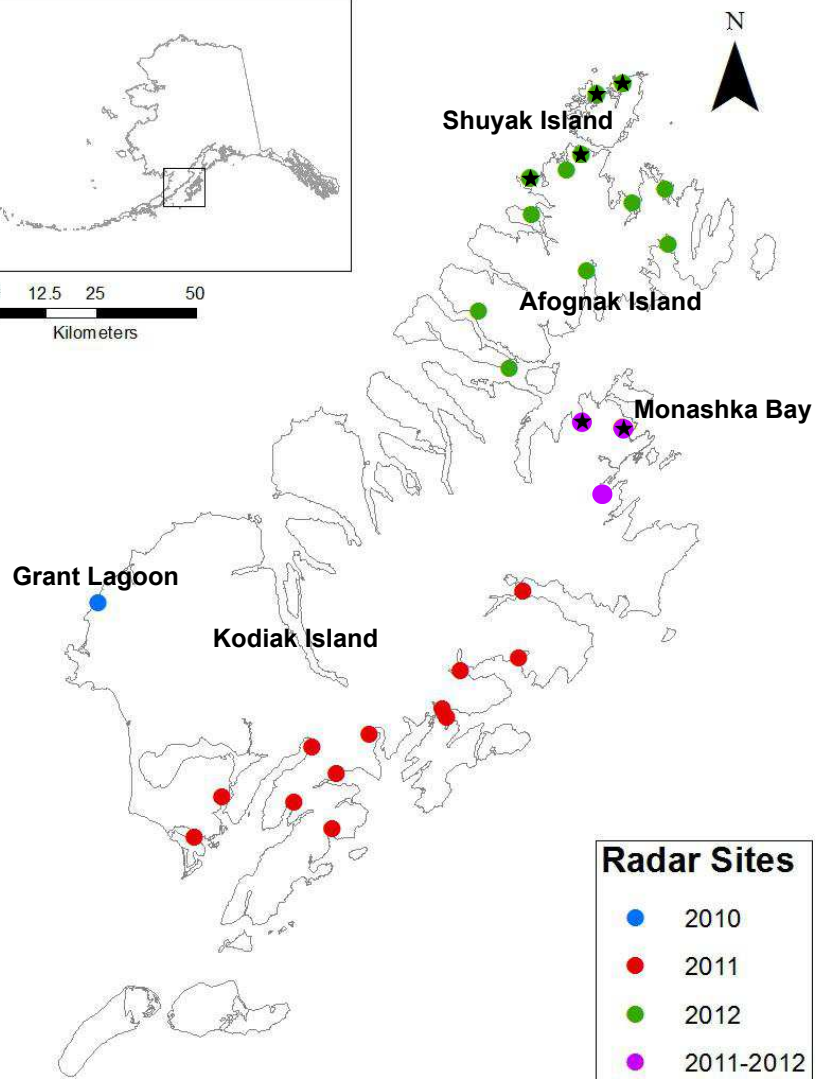 N
Shuyak Island
12.5 25 50
Kilometers
Afognak Island
Monashka Bay
Grant Lagoon
Kodiak Island
Radar Sites
2010
2011
2012
2011-2012